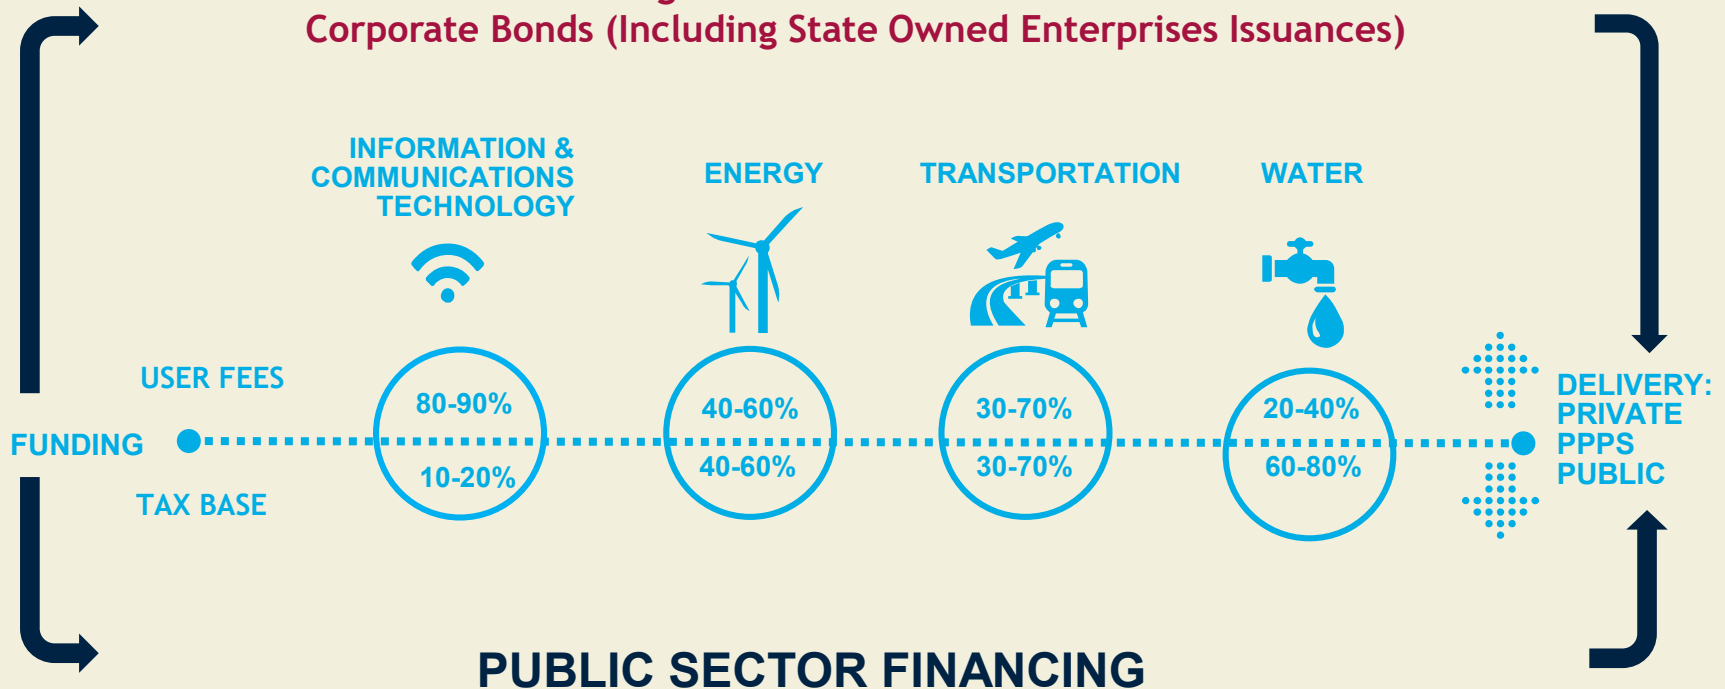 Corporate Bonds (Including State Owned Enterprises Issuances)
INFORMATION &
COMMUNICATIONS
TECHNOLOGY
ENERGY
TRANSPORTATION
WATER
USER FEES
80-90%
40-60%
30-70%
20-40%
FUNDING
10-20%
40-60%
30-70%
60-80%
TAX BASE
DELIVERY:
PRIVATE
PPPS
PUBLIC
PUBLIC SECTOR FINANCING